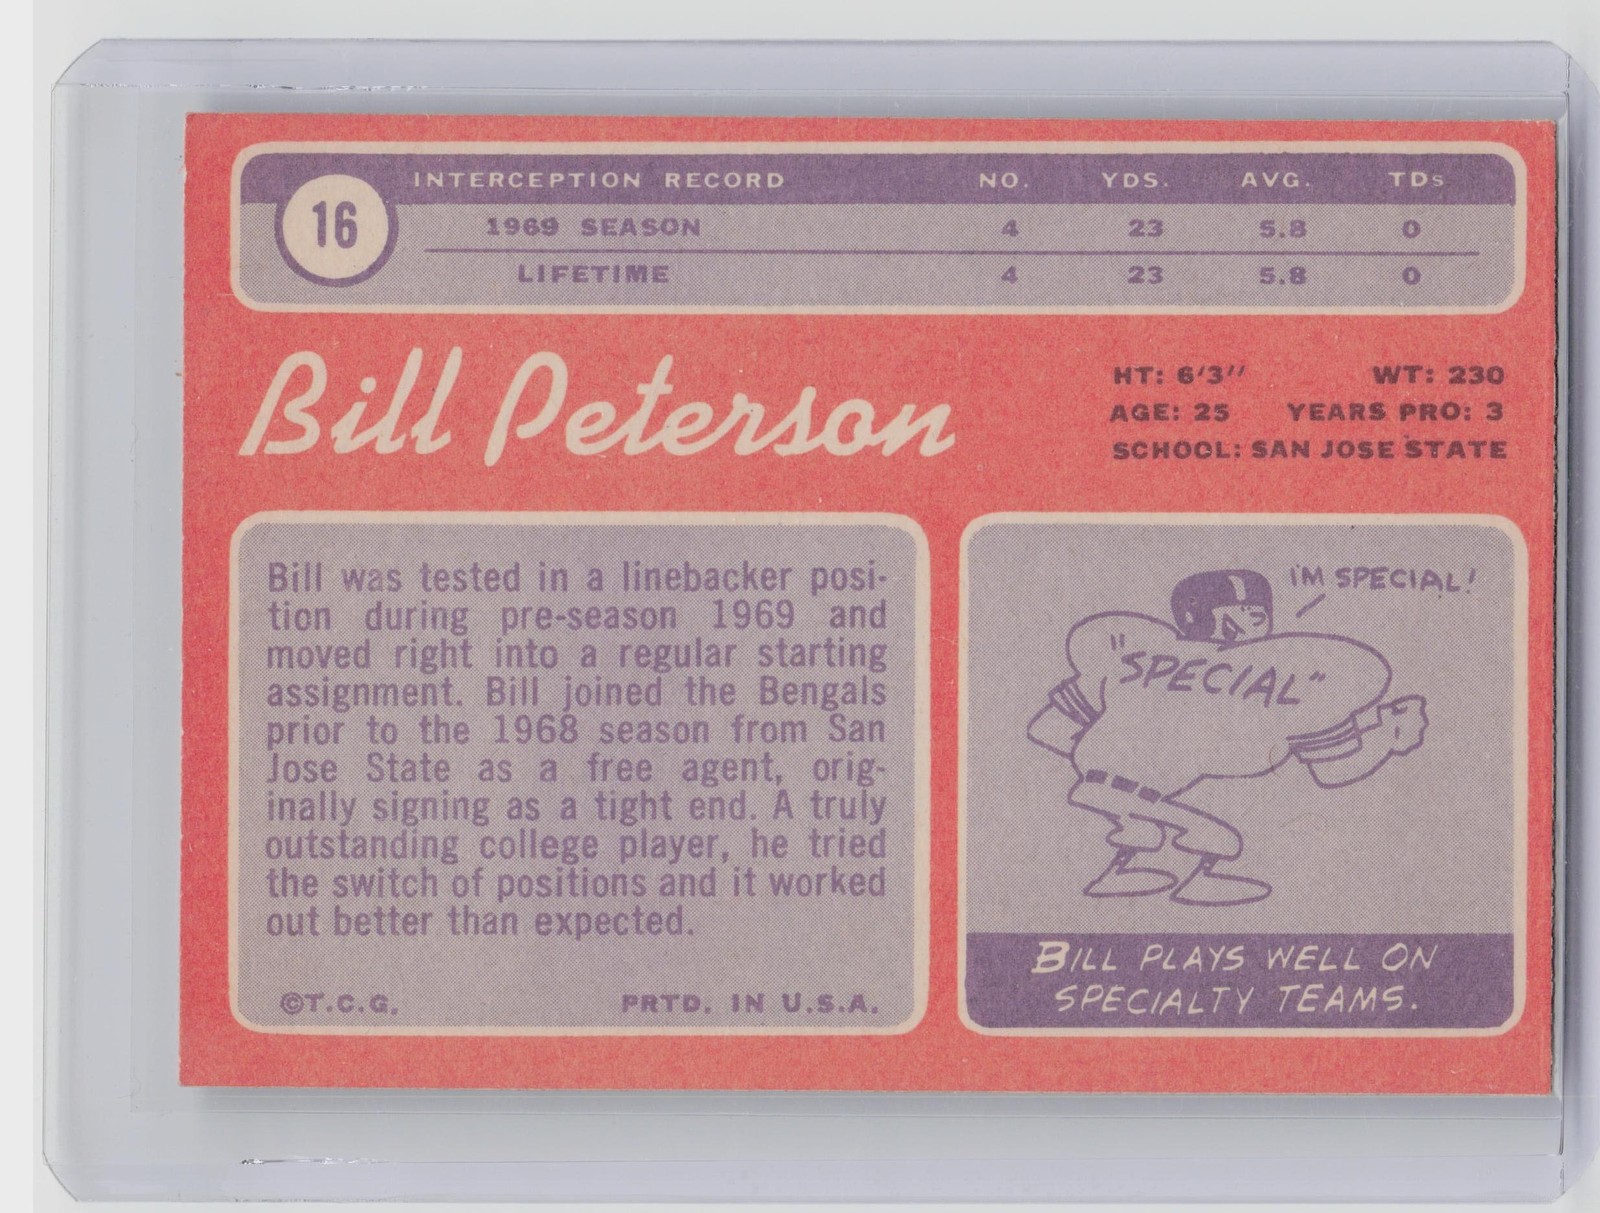 INTERCEPTION RECORD NO. YDS. AVG. TDs
16
1969 SEASON 4 23 5.8 0
LIFETIME 4 23 5.8 0
Bill Peterson
HT: 6'3" WT: 230
AGE: 25 YEARS PRO: 3
SCHOOL: SAN JOSE STATE
Bill was tested in a linebacker posi-
tion during pre-season 1969 and
moved right into a regular starting
assignment. Bill joined the Bengals
prior to the 1968 season from San
Jose State as a free agent, orig-
inally signing as a tight end. A truly
outstanding college player, he tried
the switch of positions and it worked
out better than expected.
©T.C.G. PRTD. IN U.S.A.
I'M SPECIAL!
"SPECIAL"
BILL PLAYS WELL ON
SPECIALTY TEAMS.